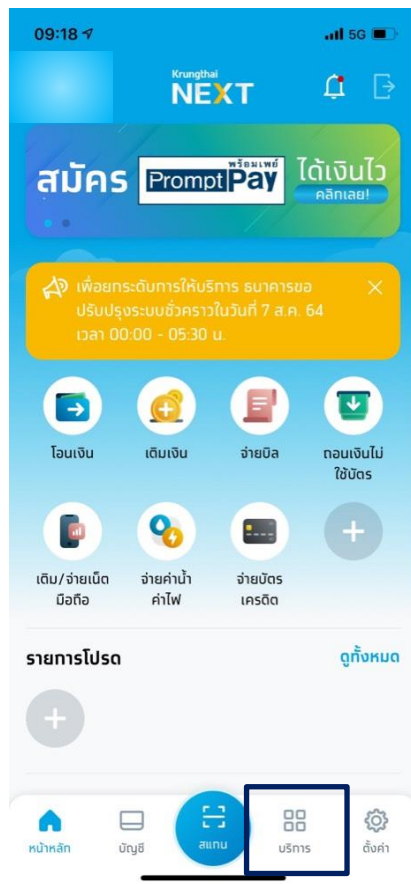 09:18
5G
Krungthai
NEXT
สมัคร
พร้อมเพย์
PromptPay
ได้เงินไว
คลิกเลย!
เพื่อยกระดับการให้บริการ ธนาคารขอ
ปรับปรุงระบบชั่วคราวในวันที่ 7 ส.ค. 64
เวลา 00:00 - 05:30 น.
โอนเงิน
เติมเงิน
จ่ายบิล
ถอนเงินไม่
ใช้บัตร
เติม/จ่ายเน็ต
มือถือ
จ่ายค่าน้ำ
ค่าไฟ
จ่ายบัตร
เครดิต
รายการโปรด
ดูทั้งหมด
หน้าหลัก
บัญชี
สแกน
บริการ
ตั้งค่า